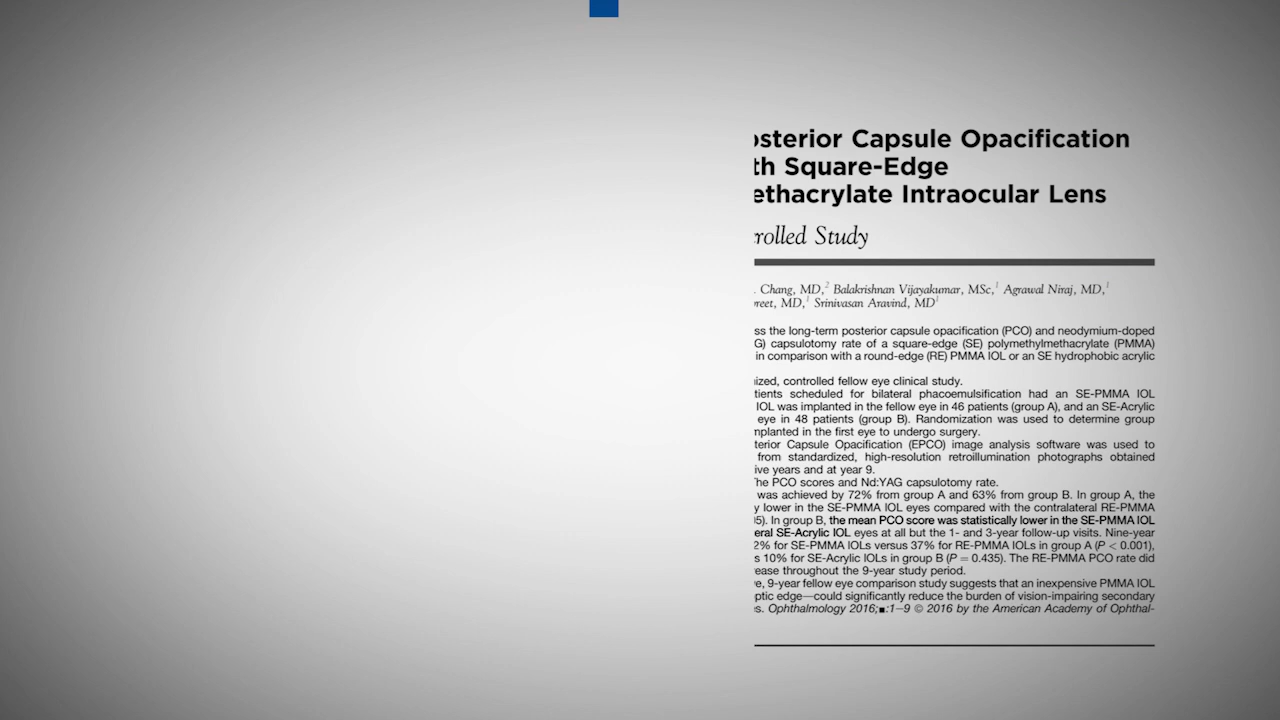 sterior Capsule Opacification
th Square-Edge
ethacrylate Intraocular Lens
rolled Study
. Chang, MD,2 Balakrishnan Vijayakumar, MSc,1 Agrawal Niraj, MD,1
reet, MD,1 Srinivasan Aravind, MD1
ss the long-term posterior capsule opacification (PCO) and neodymium-doped
G) capsulotomy rate of a square-edge (SE) polymethylmethacrylate (PMMA)
in comparison with a round-edge (RE) PMMA IOL or an SE hydrophobic acrylic
ized, controlled fellow eye clinical study.
tients scheduled for bilateral phacoemulsification had an SE-PMMA IOL
IOL was implanted in the fellow eye in 46 patients (group A), and an SE-Acrylic
eye in 48 patients (group B). Randomization was used to determine group
mplanted in the first eye to undergo surgery.
terior Capsule Opacification (EPCO) image analysis software was used to
from standardized, high-resolution retroillumination photographs obtained
ive years and at year 9.
he PCO scores and Nd:YAG capsulotomy rate.
was achieved by 72% from group A and 63% from group B. In group A, the
y lower in the SE-PMMA IOL eyes compared with the contralateral RE-PMMA
5). In group B, the mean PCO score was statistically lower in the SE-PMMA IOL
eral SE-Acrylic IOL eyes at all but the 1- and 3-year follow-up visits. Nine-year
2% for SE-PMMA IOLs versus 37% for RE-PMMA IOLs in group A (P < 0.001),
s 10% for SE-Acrylic IOLs in group B (P = 0.435). The RE-PMMA PCO rate did
ease throughout the 9-year study period.
e, 9-year fellow eye comparison study suggests that an inexpensive PMMA IOL
ptic edge—could significantly reduce the burden of vision-impairing secondary
s. Ophthalmology 2016;■:1–9 © 2016 by the American Academy of Ophthal-